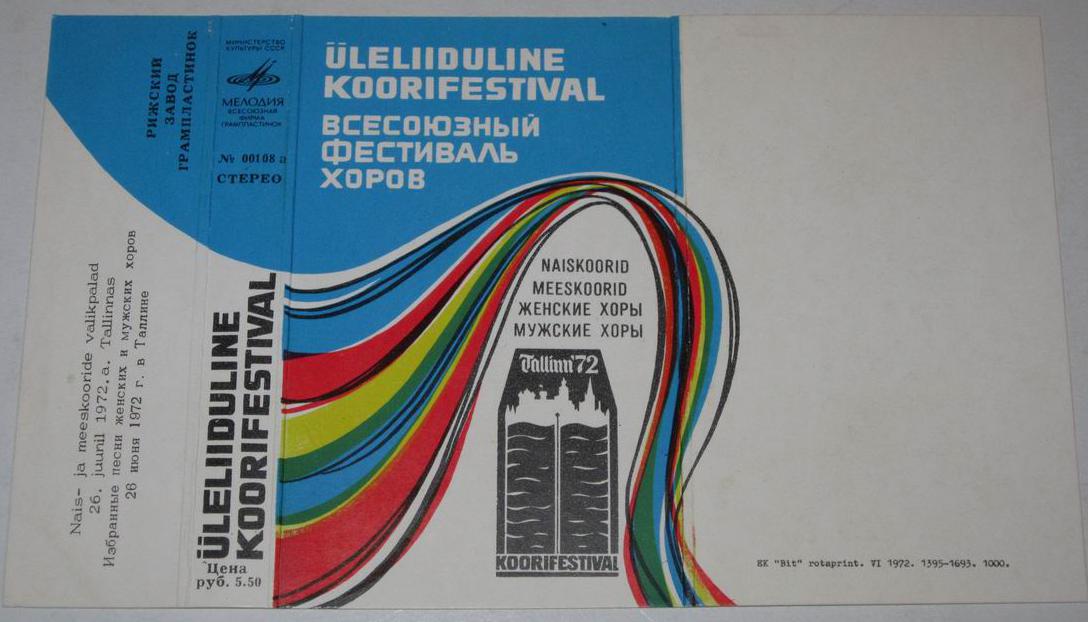 РИЖСКИЙ
ЗАВОД
ГРАМПЛАСТИНОК
Nais- ja meeskooride valikpalad
26. juunil 1972.a. Tallinnas
Избранные песни женских и мужских хоров
26 июня 1972 г. в Таллине
МИНИСТЕРСТВО
КУЛЬТУРЫ СССР
МЕЛОДИЯ
ВСЕСОЮЗНАЯ
ФИРМА
ГРАМПЛАСТИНОК
№ 00108 а
СТЕРЕО
ÜLELIIDULINE
KOORIFESTIVAL
Цена
руб. 5.50
ÜLELIIDULINE
KOORIFESTIVAL
ВСЕСОЮЗНЫЙ
ФЕСТИВАЛЬ
ХОРОВ
NAISKOORID
MEESKOORID
ЖЕНСКИЕ ХОРЫ
МУЖСКИЕ ХОРЫ
Tallinn'72
KOORIFESTIVAL
EK "Bit" rotaprint. VI 1972. 1395-1693. 1000.